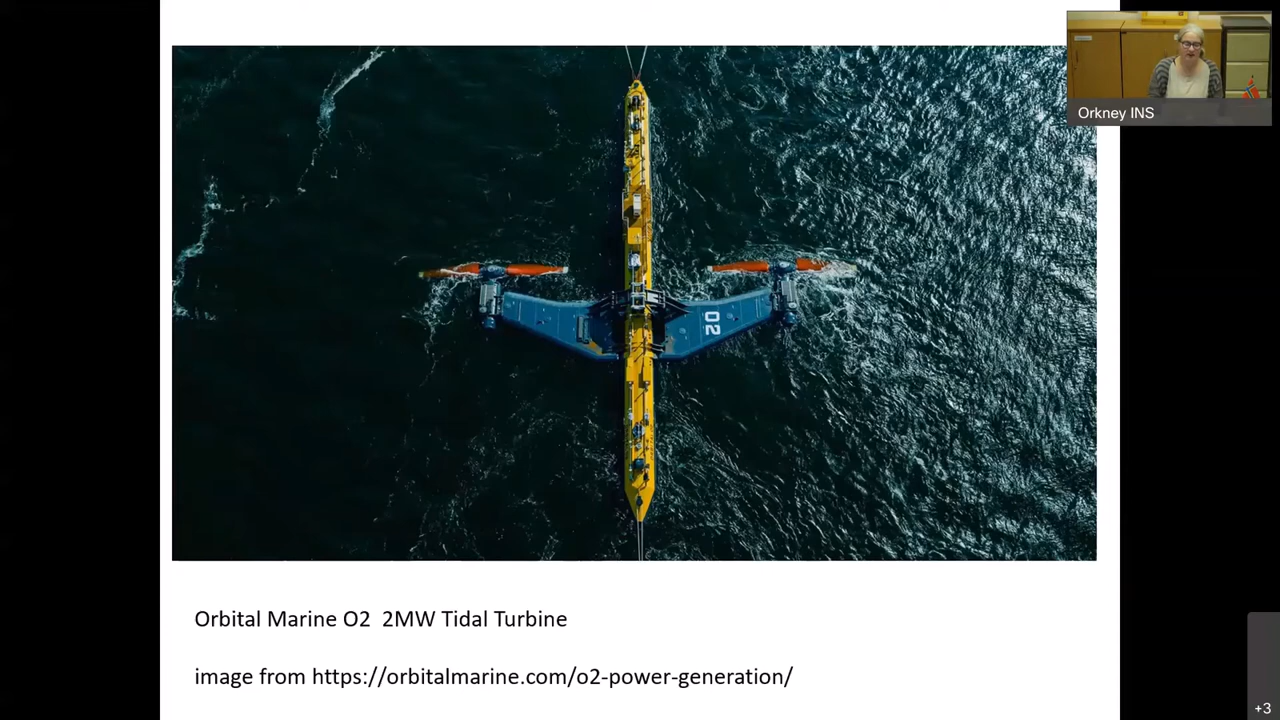 Orkney INS
O2
Orbital Marine O2  2MW Tidal Turbine
image from https://orbitalmarine.com/o2-power-generation/
+3